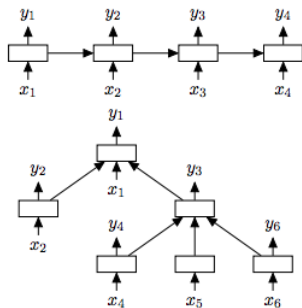 y₁ y₂ y₃ y₄
x₁ x₂ x₃ x₄
y₁
y₂ x₁ y₃
x₂ y₄ y₆
x₄ x₅ x₆